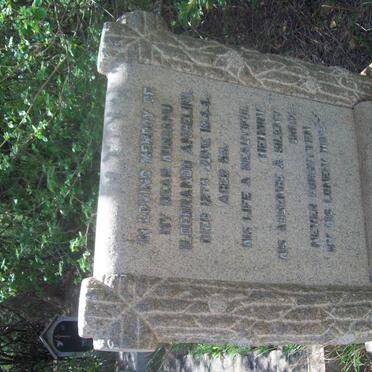 IN LOVING MEMORY OF
MY DEAR HUSBAND
FERDINANDO ANGELINI,
DIED 12TH JUNE 1944,
AGED
HIS LIFE A BEAUTIFUL
MEMORY
HIS ABSENCE A SILENT
GRIEF
NEVER FORGOTTEN
BY HIS LONELY WIFE